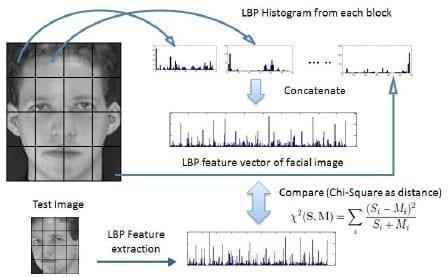 LBP Histogram from each block
... ..
Concatenate
LBP feature vector of facial image
Compare (Chi-Square as distance)
Test Image
χ²(S,M) = ∑ᵢ (Sᵢ − Mᵢ)² / (Sᵢ + Mᵢ)
LBP Feature
extraction